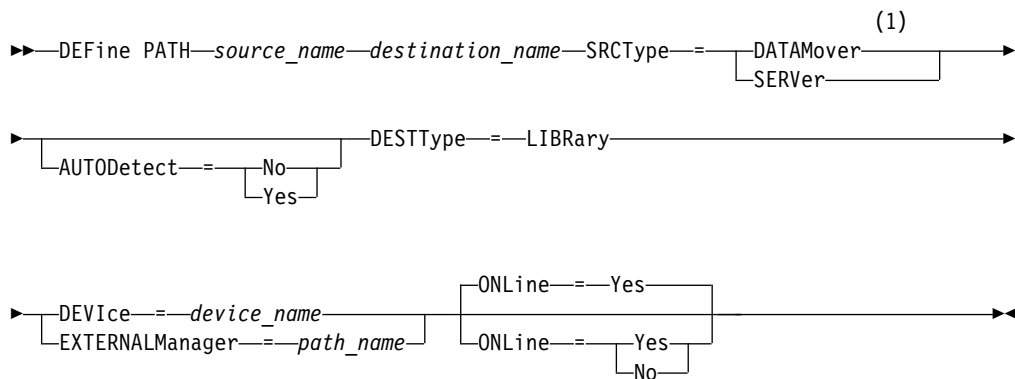 (1)
DEFine PATH source_name destination_name SRCType = DATAMover
SERVer
DESTType = LIBRary
AUTODetect = No
Yes
ONLine = Yes
DEVIce = device_name
EXTERNALManager = path_name ONLine = Yes
No